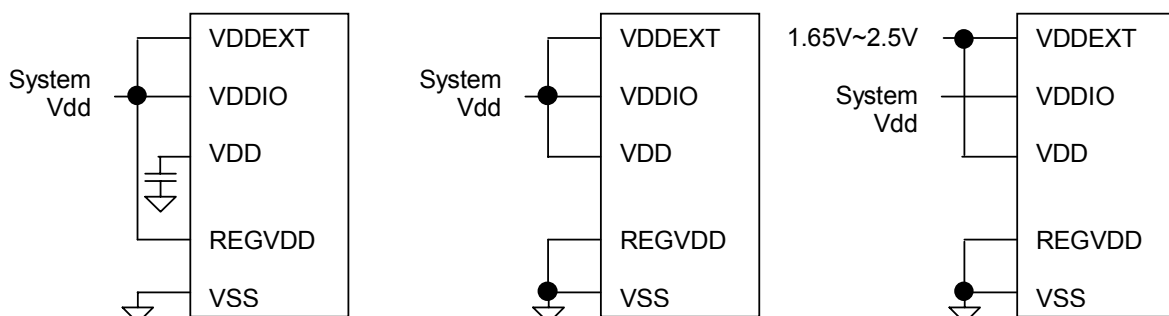 VDDEXT
System
Vdd
VDDIO
VDD
REGVDD
VSS
VDDEXT
System
Vdd
VDDIO
VDD
REGVDD
VSS
1.65V~2.5V
VDDEXT
System
Vdd
VDDIO
VDD
REGVDD
VSS